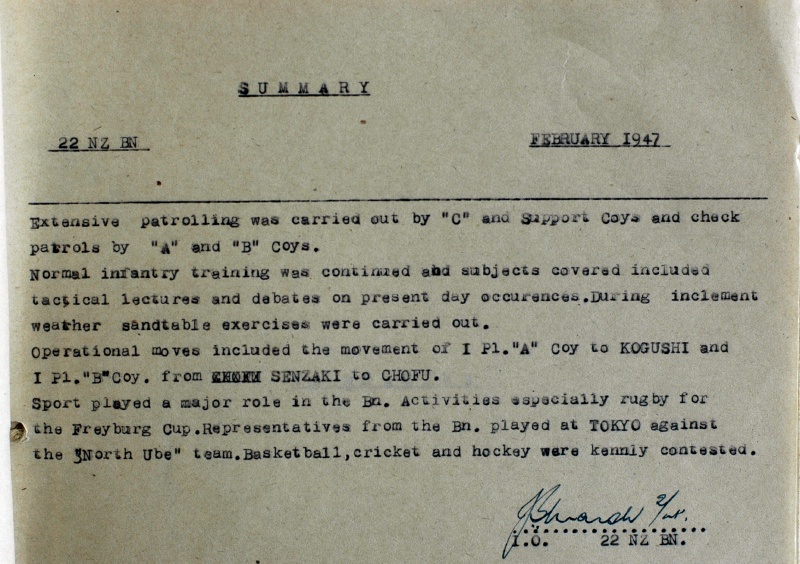 SUMMARY
22 NZ BN FEBRUARY 1947
Extensive patrolling was carried out by "C" and Support Coys and check
patrols by "A" and "B" Coys.
Normal infantry training was continued and subjects covered included
tactical lectures and debates on present day occurences.During inclement
weather sandtable exercises were carried out.
Operational moves included the movement of I Pl."A" Coy to KOGUSHI and
I Pl."B"Coy. from SENZAKI to CHOFU.
Sport played a major role in the Bn. Activities especially rugby for
the Freyburg Cup.Representatives from the Bn. played at TOKYO against
the "North Ube" team.Basketball,cricket and hockey were kennly contested.
I.O. 22 NZ BN.